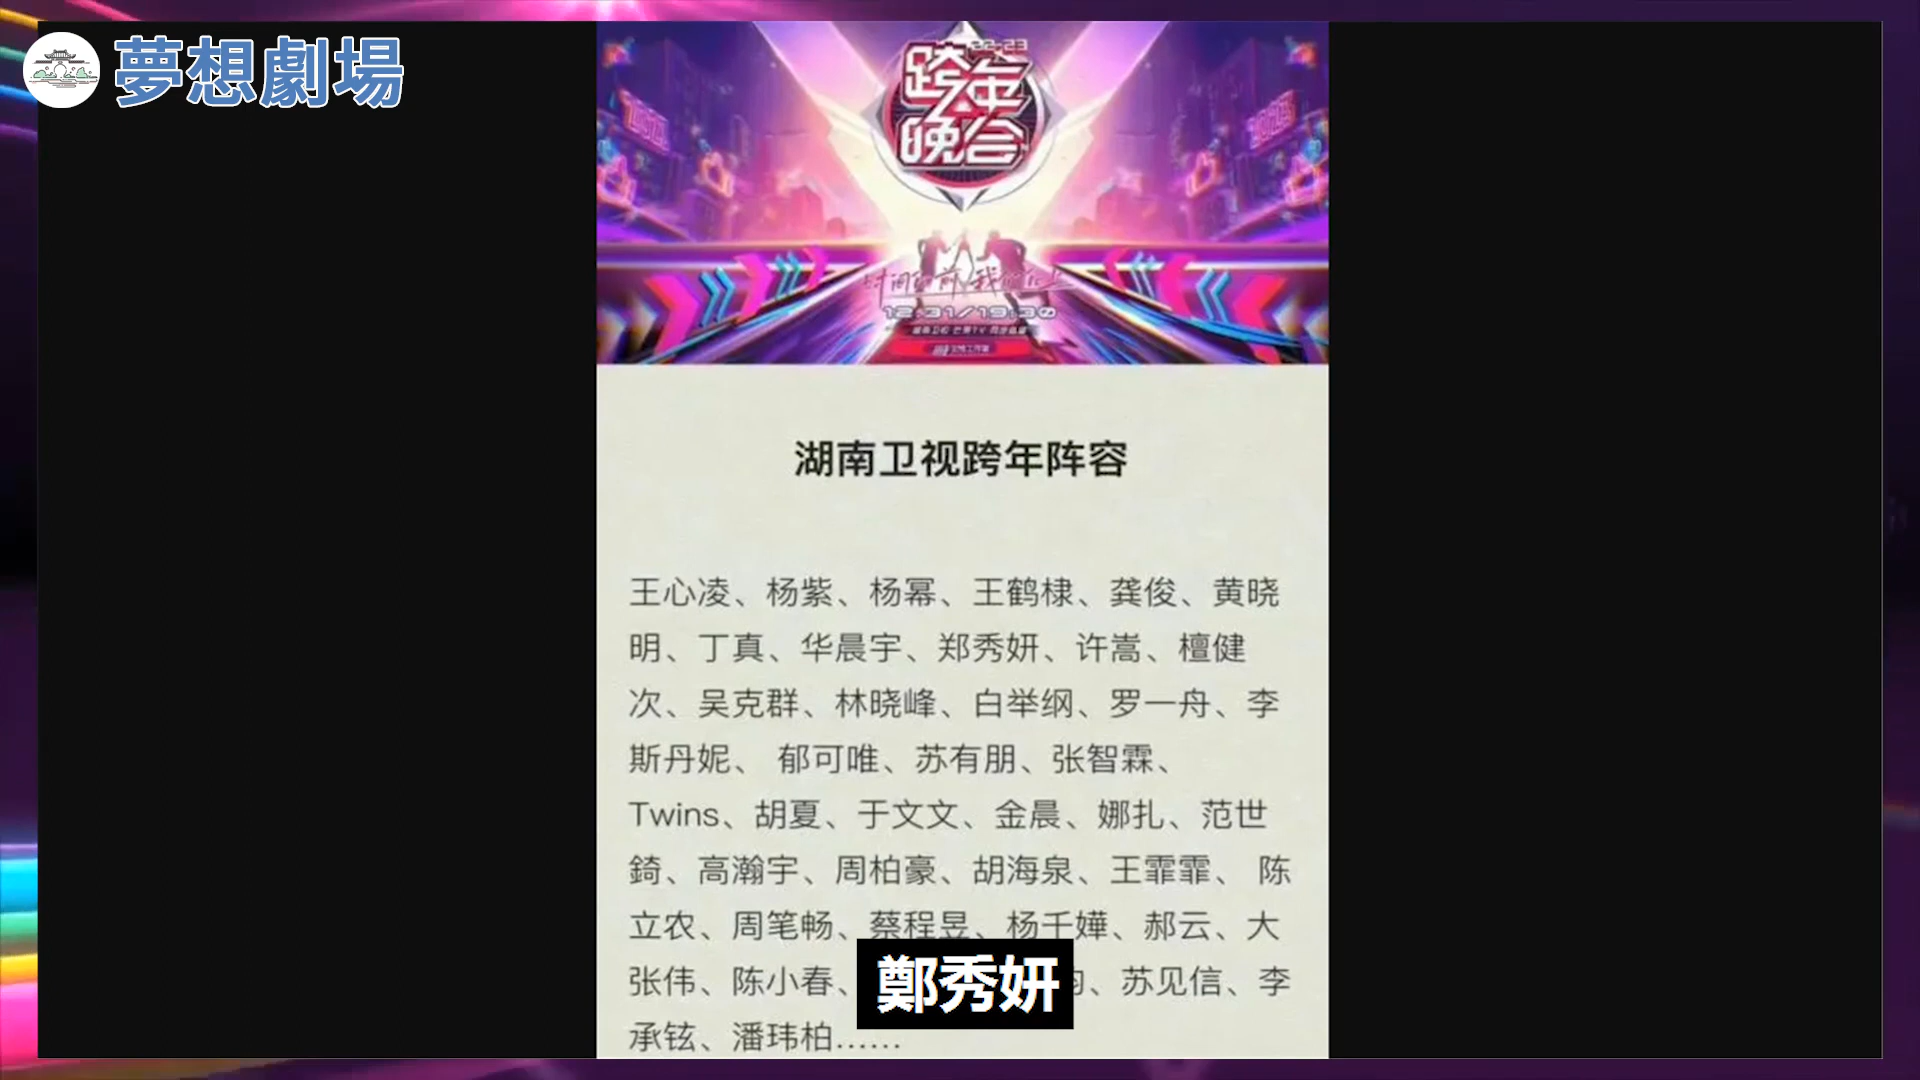 夢想劇場
22-23
跨年
晚会
12.31/19:30
湖南卫视跨年阵容
王心凌、杨紫、杨幂、王鹤棣、龚俊、黄晓
明、丁真、华晨宇、郑秀妍、许嵩、檀健
次、吴克群、林晓峰、白举纲、罗一舟、李
斯丹妮、 郁可唯、苏有朋、张智霖、
Twins、胡夏、于文文、金晨、娜扎、范世
錡、高瀚宇、周柏豪、胡海泉、王霏霏、 陈
立农、周笔畅、蔡程昱、杨千嬅、郝云、大
张伟、陈小春、 、苏见信、李
承铉、潘玮柏……
鄭秀妍